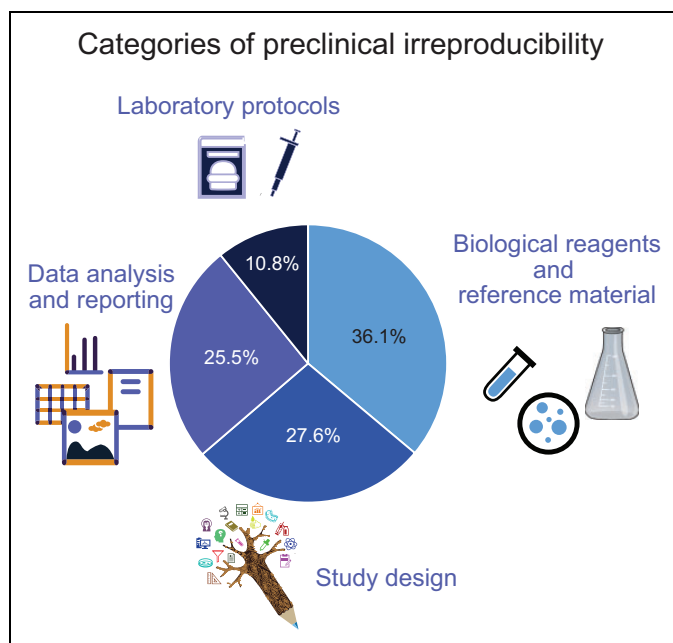 Categories of preclinical irreproducibility
Laboratory protocols
Biological reagents
and
reference material
Data analysis
and reporting
10.8%
36.1%
25.5%
27.6%
Study design